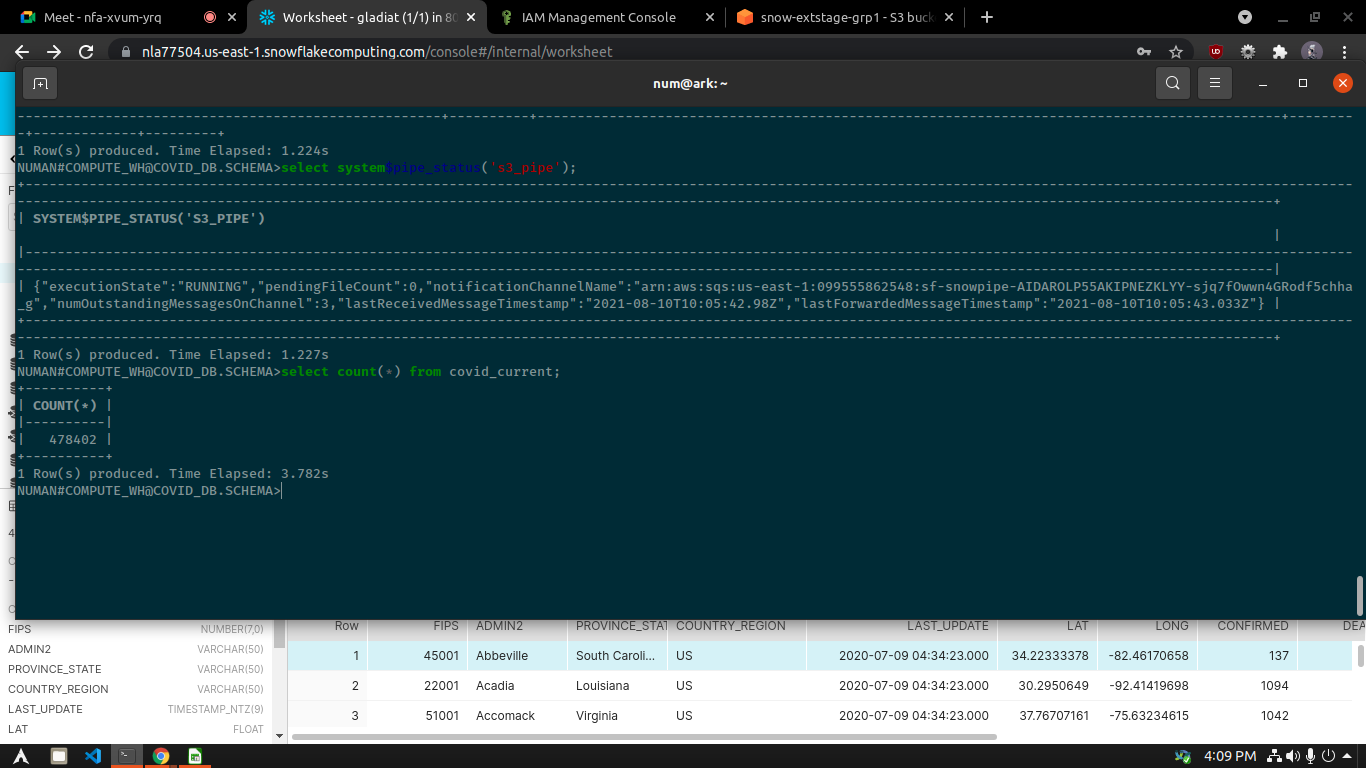 Meet - nfa-xvum-yrq
Worksheet - gladiat (1/1) in 80
IAM Management Console
snow-extstage-grp1 - S3 buck
nla77504.us-east-1.snowflakecomputing.com/console#/internal/worksheet
num@ark: ~
1 Row(s) produced. Time Elapsed: 1.224s
NUMAN#COMPUTE_WH@COVID_DB.SCHEMA>select system$pipe_status('s3_pipe');
| SYSTEM$PIPE_STATUS('S3_PIPE')
| {"executionState":"RUNNING","pendingFileCount":0,"notificationChannelName":"arn:aws:sqs:us-east-1:099555862548:sf-snowpipe-AIDAROLP55AKIPNEZKLYY-sjq7fOwwn4GRodf5chha
_g","numOutstandingMessagesOnChannel":3,"lastReceivedMessageTimestamp":"2021-08-10T10:05:42.98Z","lastForwardedMessageTimestamp":"2021-08-10T10:05:43.033Z"} |
1 Row(s) produced. Time Elapsed: 1.227s
NUMAN#COMPUTE_WH@COVID_DB.SCHEMA>select count(*) from covid_current;
+----------+
| COUNT(*) |
|----------|
| 478402 |
+----------+
1 Row(s) produced. Time Elapsed: 3.782s
NUMAN#COMPUTE_WH@COVID_DB.SCHEMA>
Row FIPS ADMIN2 PROVINCE_STAT COUNTRY_REGION LAST_UPDATE LAT LONG CONFIRMED DEA
1 45001 Abbeville South Caroli... US 2020-07-09 04:34:23.000 34.22333378 -82.46170658 137
2 22001 Acadia Louisiana US 2020-07-09 04:34:23.000 30.2950649 -92.41419698 1094
3 51001 Accomack Virginia US 2020-07-09 04:34:23.000 37.76707161 -75.63234615 1042
FIPS NUMBER(7,0)
ADMIN2 VARCHAR(50)
PROVINCE_STATE VARCHAR(50)
COUNTRY_REGION VARCHAR(50)
LAST_UPDATE TIMESTAMP_NTZ(9)
LAT FLOAT
4:09 PM